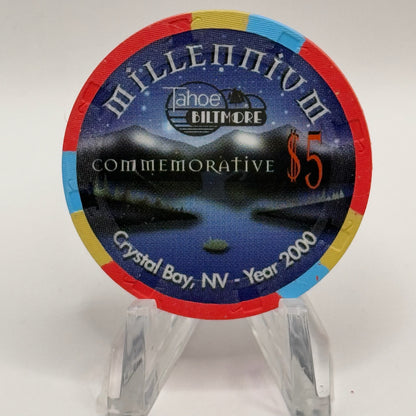 MILLENNIUM
Tahoe
BILTMORE
COMMEMORATIVE $5
Crystal Bay, NV - Year 2000